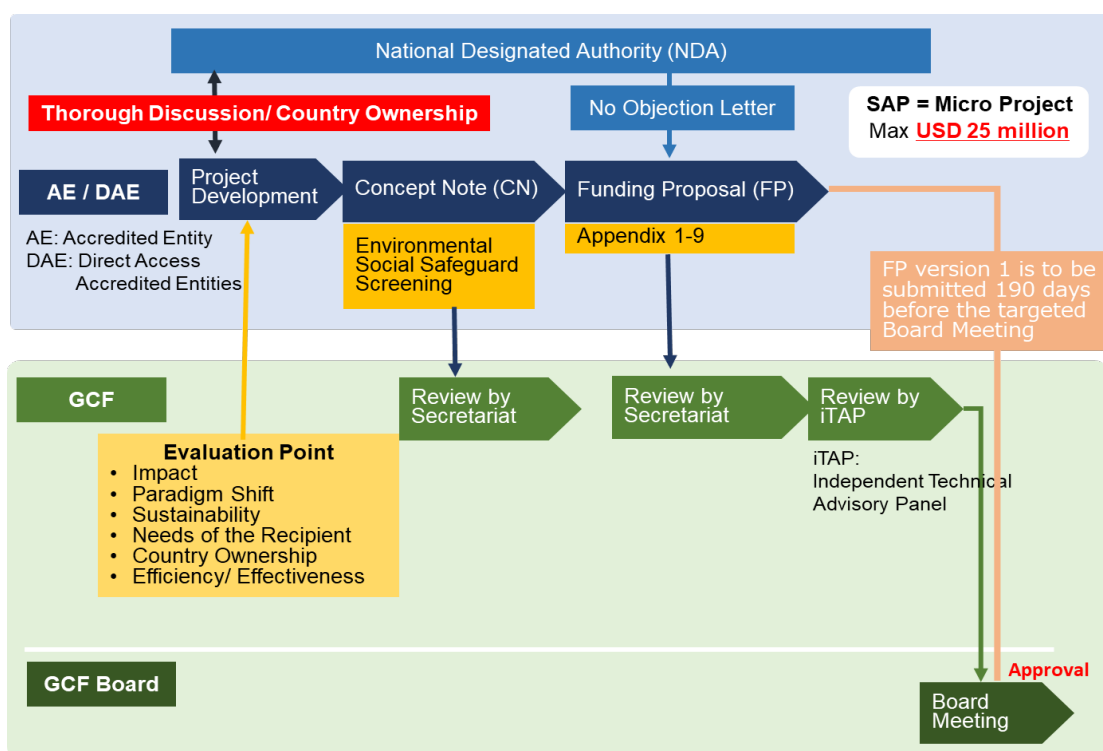 National Designated Authority (NDA)
Thorough Discussion/ Country Ownership
No Objection Letter
SAP = Micro Project
Max USD 25 million
AE / DAE
Project
Development
Concept Note (CN)
Funding Proposal (FP)
AE: Accredited Entity
DAE: Direct Access
Accredited Entities
Environmental
Social Safeguard
Screening
Appendix 1-9
FP version 1 is to be
submitted 190 days
before the targeted
Board Meeting
GCF
Review by
Secretariat
Review by
Secretariat
Review by
iTAP
Evaluation Point
• Impact
• Paradigm Shift
• Sustainability
• Needs of the Recipient
• Country Ownership
• Efficiency/ Effectiveness
iTAP:
Independent Technical
Advisory Panel
GCF Board
Approval
Board
Meeting